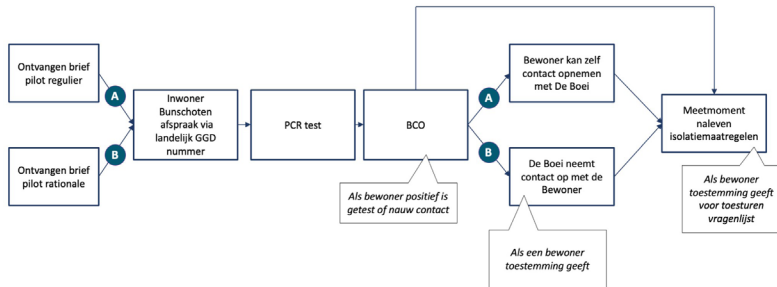 Ontvangen brief
pilot regulier
A
Ontvangen brief
pilot rationale
B
Inwoner
Bunschoten
afspraak via
landelijk GGD
nummer
PCR test
BCO
Als bewoner positief is
getest of nauw contact
A
Bewoner kan zelf
contact opnemen
met De Boei
B
De Boei neemt
contact op met de
Bewoner
Als een bewoner
toestemming geeft
Meetmoment
naleven
isolatiemaatregelen
Als bewoner
toestemming geeft
voor toesturen
vragenlijst